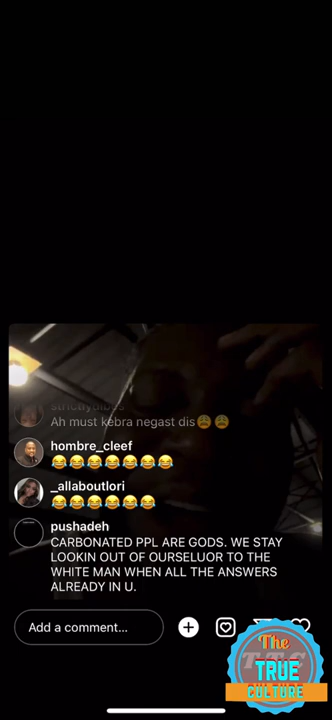 strictlyvibes
Ah must kebra negast dis😩😩
hombre_cleef
😂😂😂😂😂😂😂
_allaboutlori
😂😂😂😂😂😂
pushadeh
CARBONATED PPL ARE GODS. WE STAY
LOOKIN OUT OF OURSELUOR TO THE
WHITE MAN WHEN ALL THE ANSWERS
ALREADY IN U.
Add a comment...
The
T.T.C
TRUE
CULTURE